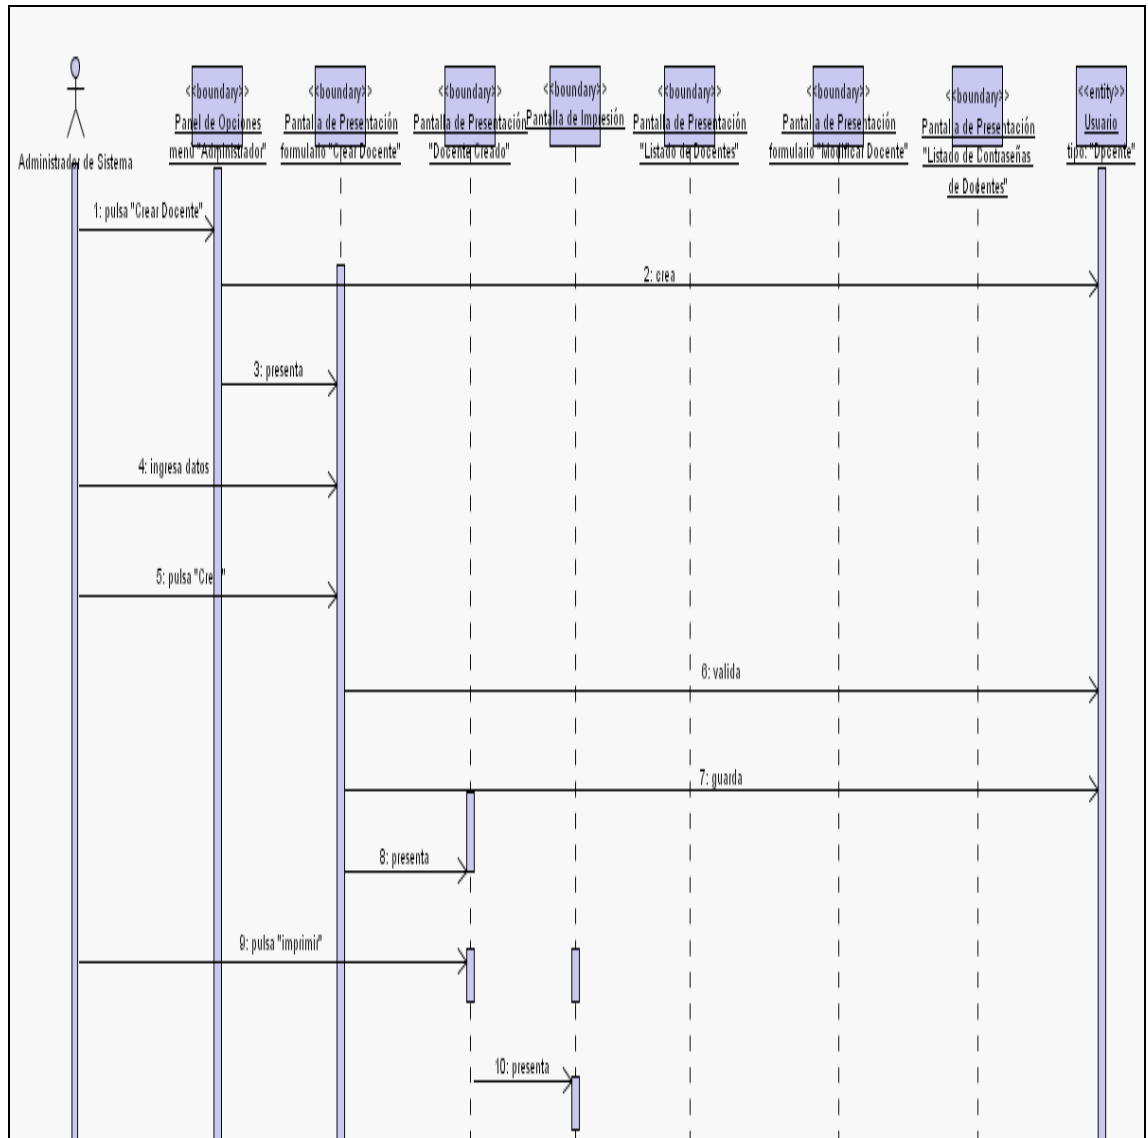 <<boundary>>
Panel de Opciones
menú "Administrador"
<<boundary>>
Pantalla de Presentación
formulario "Crear Docente"
<<boundary>>
Pantalla de Presentación
"Docente Creado"
<<boundary>>
Pantalla de Impresión
<<boundary>>
Pantalla de Presentación
"Listado de Docentes"
<<boundary>>
Pantalla de Presentación
formulario "Modificar Docente"
<<boundary>>
Pantalla de Presentación
"Listado de Contraseñas
de Docentes"
<<entity>>
Usuario
tipo: "Docente"
Administrador de Sistema
1: pulsa "Crear Docente"
2: crea
3: presenta
4: ingresa datos
5: pulsa "Crear"
6: valida
7: guarda
8: presenta
9: pulsa "imprimir"
10: presenta